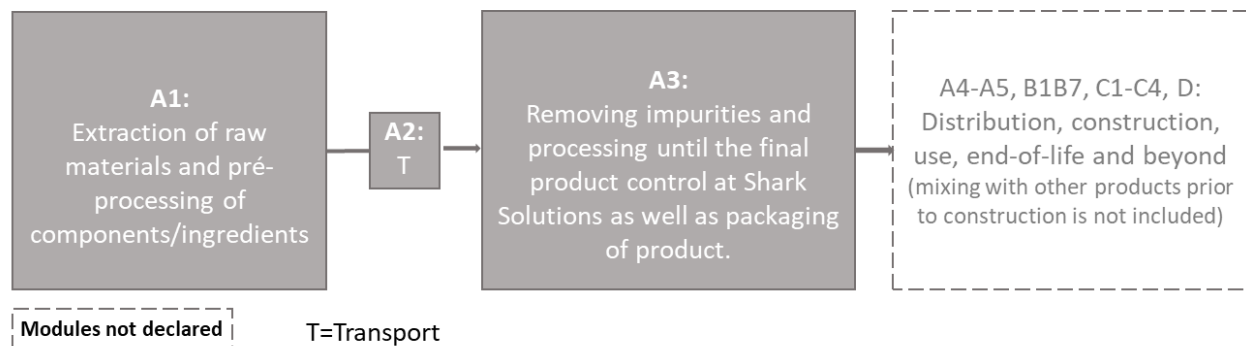 A1:
Extraction of raw
materials and pré-
processing of
components/ingredients
A2:
T
A3:
Removing impurities and
processing until the final
product control at Shark
Solutions as well as packaging
of product.
A4-A5, B1B7, C1-C4, D:
Distribution, construction,
use, end-of-life and beyond
(mixing with other products prior
to construction is not included)
Modules not declared
T=Transport